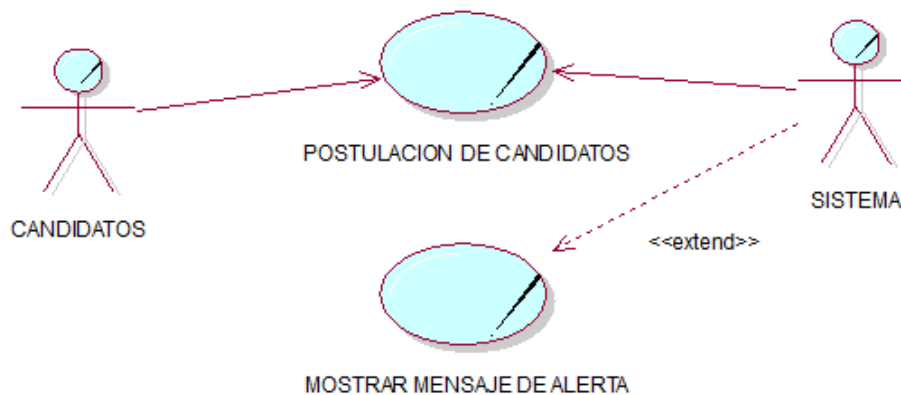 POSTULACION DE CANDIDATOS
CANDIDATOS
SISTEMA
<<extend>>
MOSTRAR MENSAJE DE ALERTA